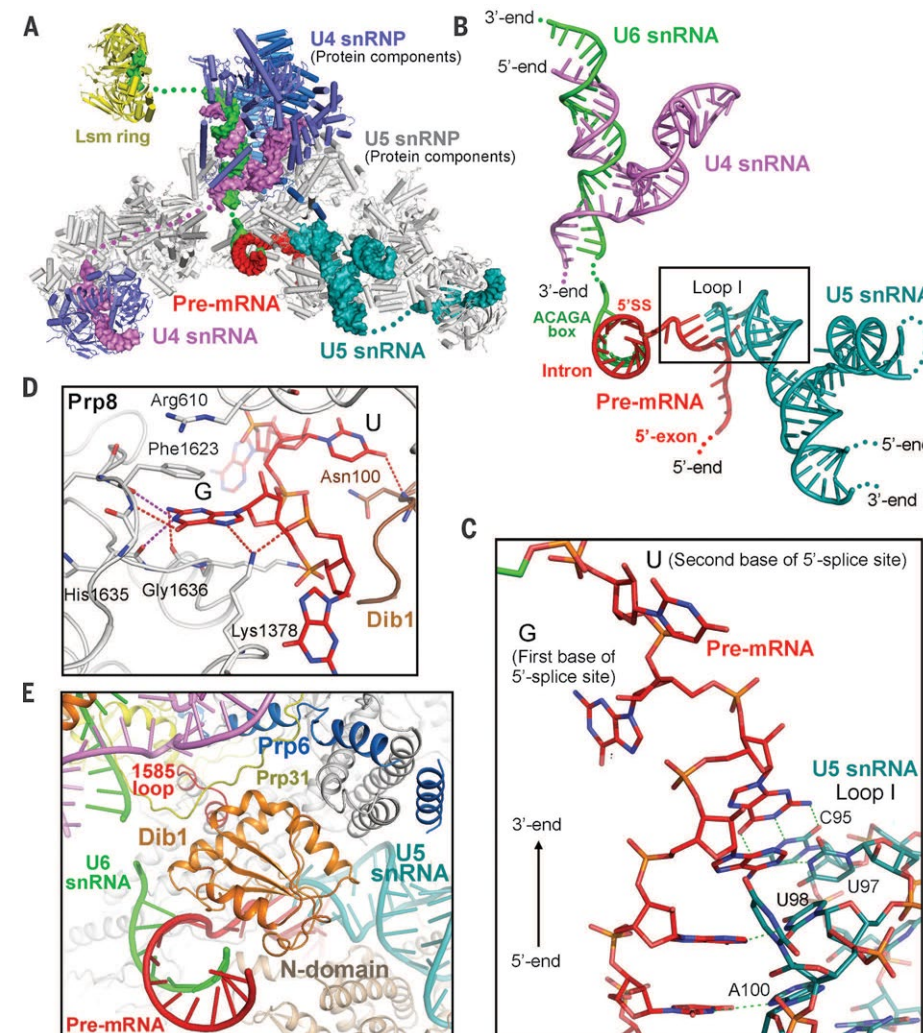 A
U4 snRNP
(Protein components)
Lsm ring
U5 snRNP
(Protein components)
Pre-mRNA
U4 snRNA
U5 snRNA
B
3'-end
U6 snRNA
5'-end
U4 snRNA
3'-end
Loop I
5'SS
ACAGA
box
U5 snRNA
Intron
Pre-mRNA
5'-exon
5'-end
5'-end
3'-end
D
Prp8
Arg610
U
Phe1623
G
Asn100
His1635
Gly1636
Lys1378
Dib1
C
U (Second base of 5'-splice site)
G
(First base of
5'-splice site)
Pre-mRNA
U5 snRNA
Loop I
C95
3'-end
U97
U98
5'-end
A100
E
Prp6
1585
loop
Prp31
Dib1
U6
snRNA
U5
snRNA
N-domain
Pre-mRNA